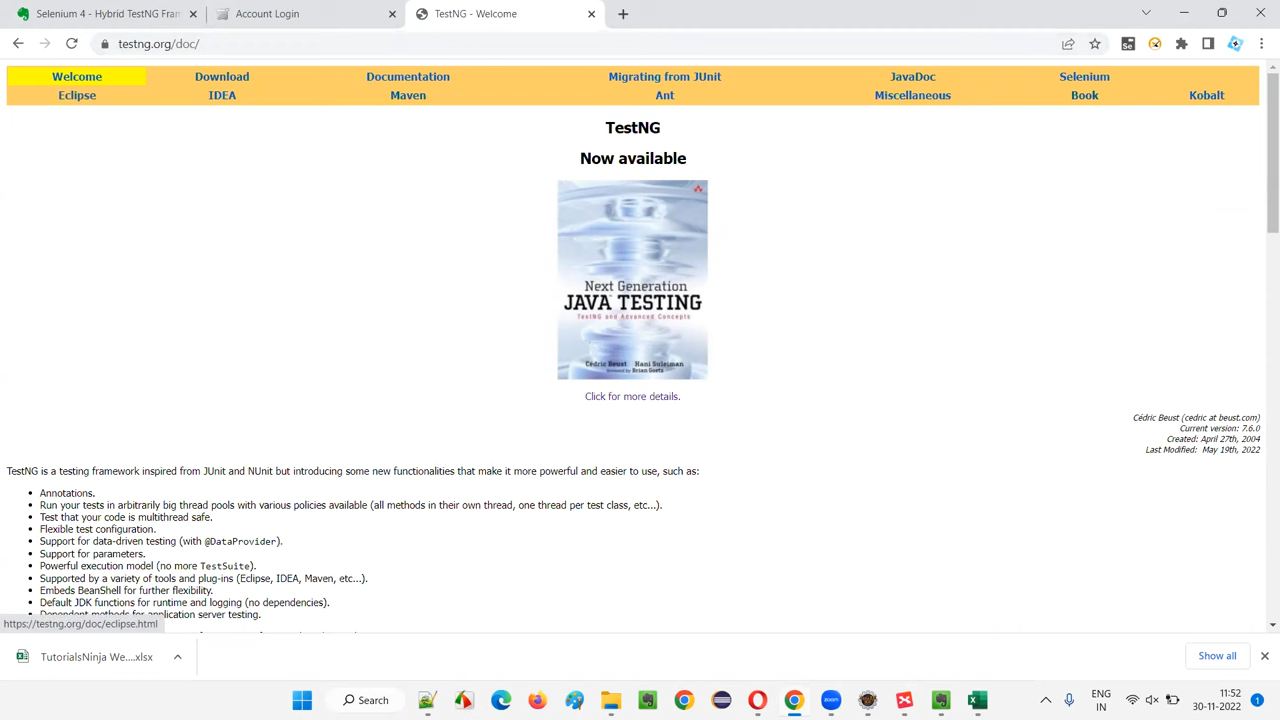 Selenium 4 - Hybrid TestNG Fram
Account Login
TestNG - Welcome
testng.org/doc/
Welcome Download Documentation Migrating from JUnit JavaDoc Selenium
Eclipse IDEA Maven Ant Miscellaneous Book Kobalt
TestNG
Now available
Next Generation
JAVA TESTING
TestNG and Advanced Concepts
Cédric Beust Hani Suleiman
Foreword by Brian Goetz
Click for more details.
Cédric Beust (cedric at beust.com)
Current version: 7.6.0
Created: April 27th, 2004
Last Modified: May 19th, 2022
TestNG is a testing framework inspired from JUnit and NUnit but introducing some new functionalities that make it more powerful and easier to use, such as:
• Annotations.
• Run your tests in arbitrarily big thread pools with various policies available (all methods in their own thread, one thread per test class, etc...).
• Test that your code is multithread safe.
• Flexible test configuration.
• Support for data-driven testing (with @DataProvider).
• Support for parameters.
• Powerful execution model (no more TestSuite).
• Supported by a variety of tools and plug-ins (Eclipse, IDEA, Maven, etc...).
• Embeds BeanShell for further flexibility.
• Default JDK functions for runtime and logging (no dependencies).
• Dependent methods for application server testing.
https://testng.org/doc/eclipse.html
TutorialsNinja We....xlsx
Show all
Search
ENG
IN
11:52
30-11-2022
1